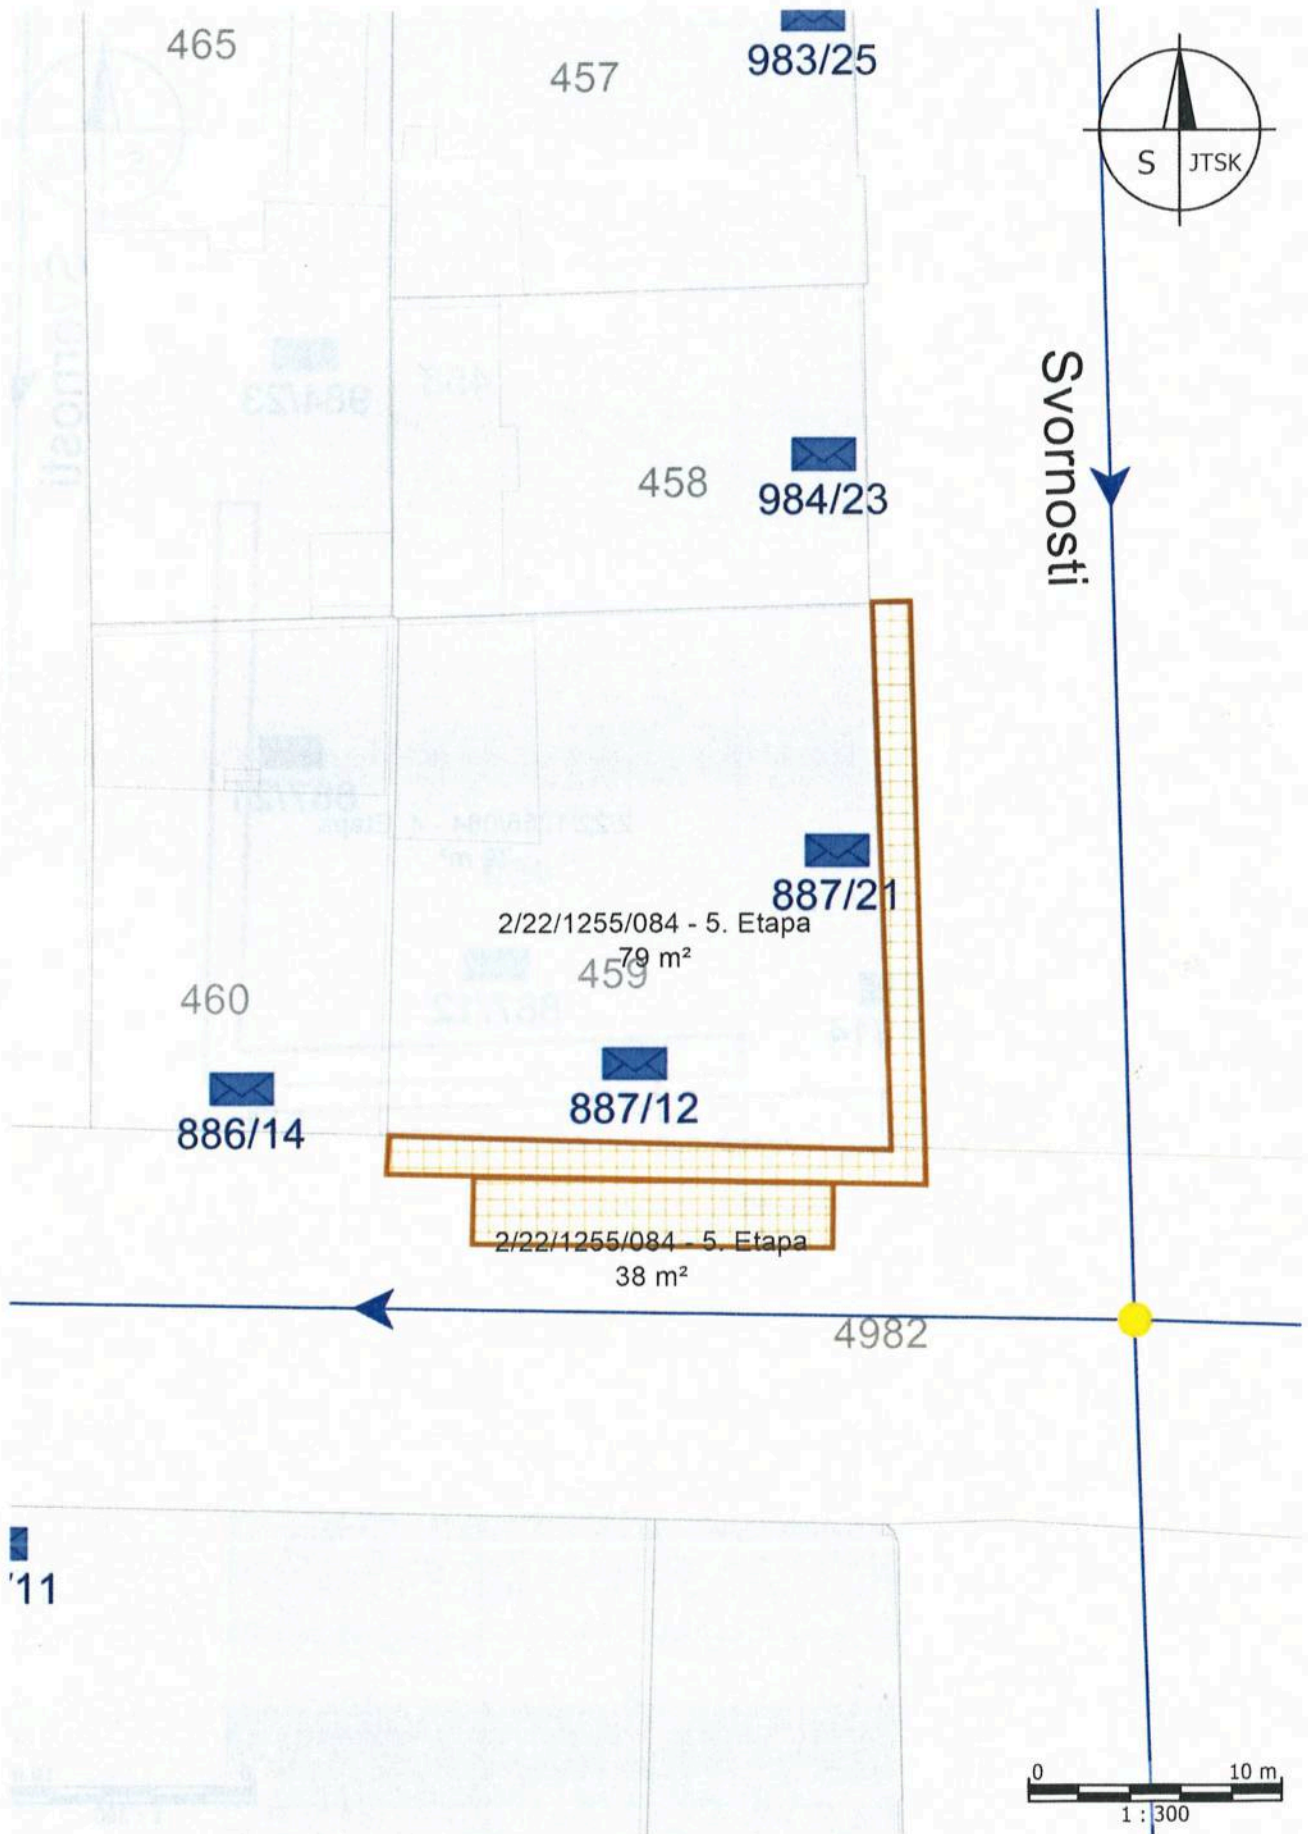 465
457
983/25
S JTSK
Svornosti
458
984/23
887/21
2/22/1255/084 - 5. Etapa
79 m²
459
460
887/12
886/14
2/22/1255/084 - 5. Etapa
38 m²
4982
'11
0 10 m
1 : 300